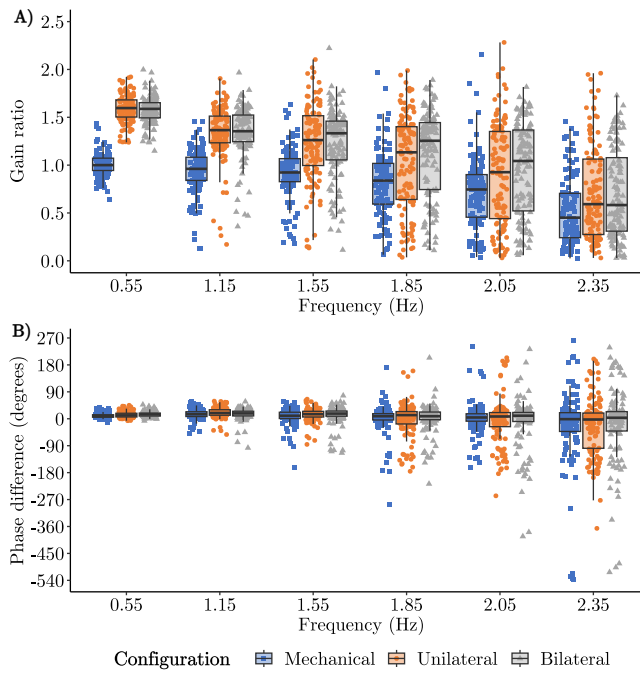 A)
Gain ratio
2.5
2.0
1.5
1.0
0.5
0.0
0.55 1.15 1.55 1.85 2.05 2.35
Frequency (Hz)
B)
Phase difference (degrees)
270
180
90
0
-90
-180
-270
-360
-450
-540
0.55 1.15 1.55 1.85 2.05 2.35
Frequency (Hz)
Configuration Mechanical Unilateral Bilateral